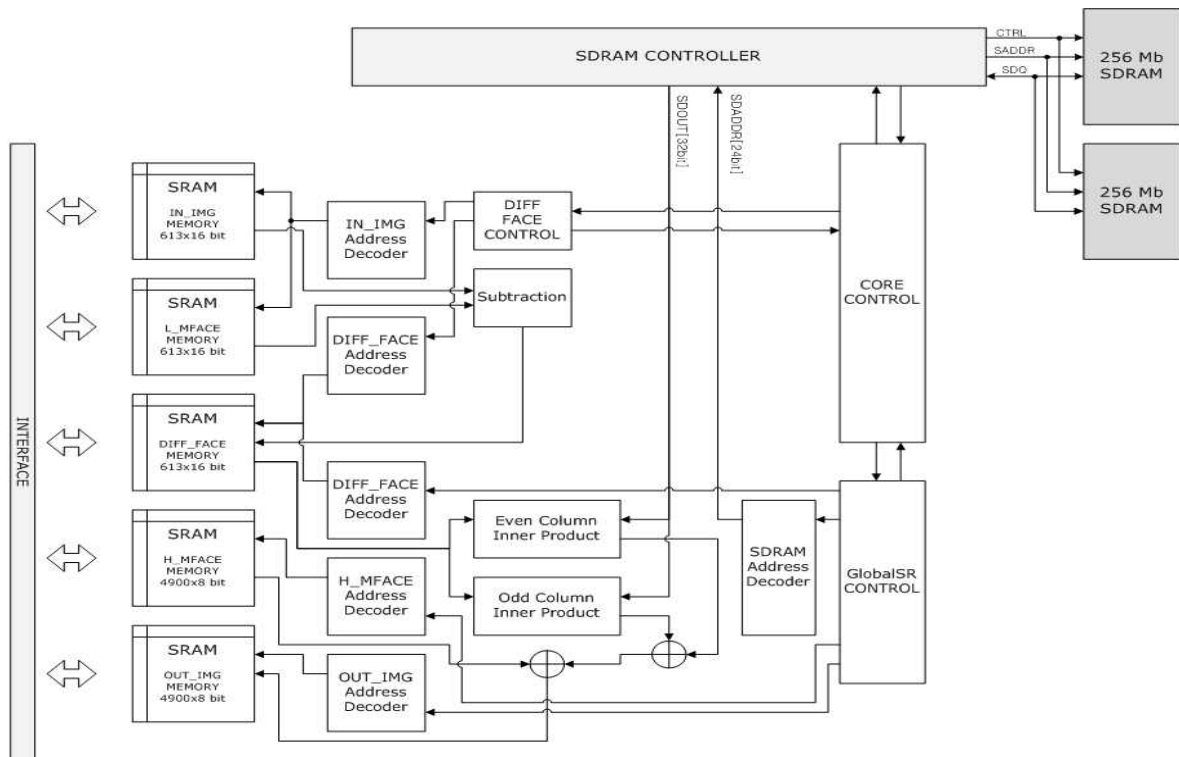 SDRAM CONTROLLER
CTRL
SADDR
SDQ
256 Mb
SDRAM
256 Mb
SDRAM
SDOUT[32bit]
SDADDR[24bit]
INTERFACE
SRAM
IN_IMG
MEMORY
613x16 bit
IN_IMG
Address
Decoder
DIFF
FACE
CONTROL
CORE
CONTROL
SRAM
L_MFACE
MEMORY
613x16 bit
Subtraction
DIFF_FACE
Address
Decoder
SRAM
DIFF_FACE
MEMORY
613x16 bit
DIFF_FACE
Address
Decoder
Even Column
Inner Product
SDRAM
Address
Decoder
GlobalSR
CONTROL
SRAM
H_MFACE
MEMORY
4900x8 bit
H_MFACE
Address
Decoder
Odd Column
Inner Product
SRAM
OUT_IMG
MEMORY
4900x8 bit
OUT_IMG
Address
Decoder